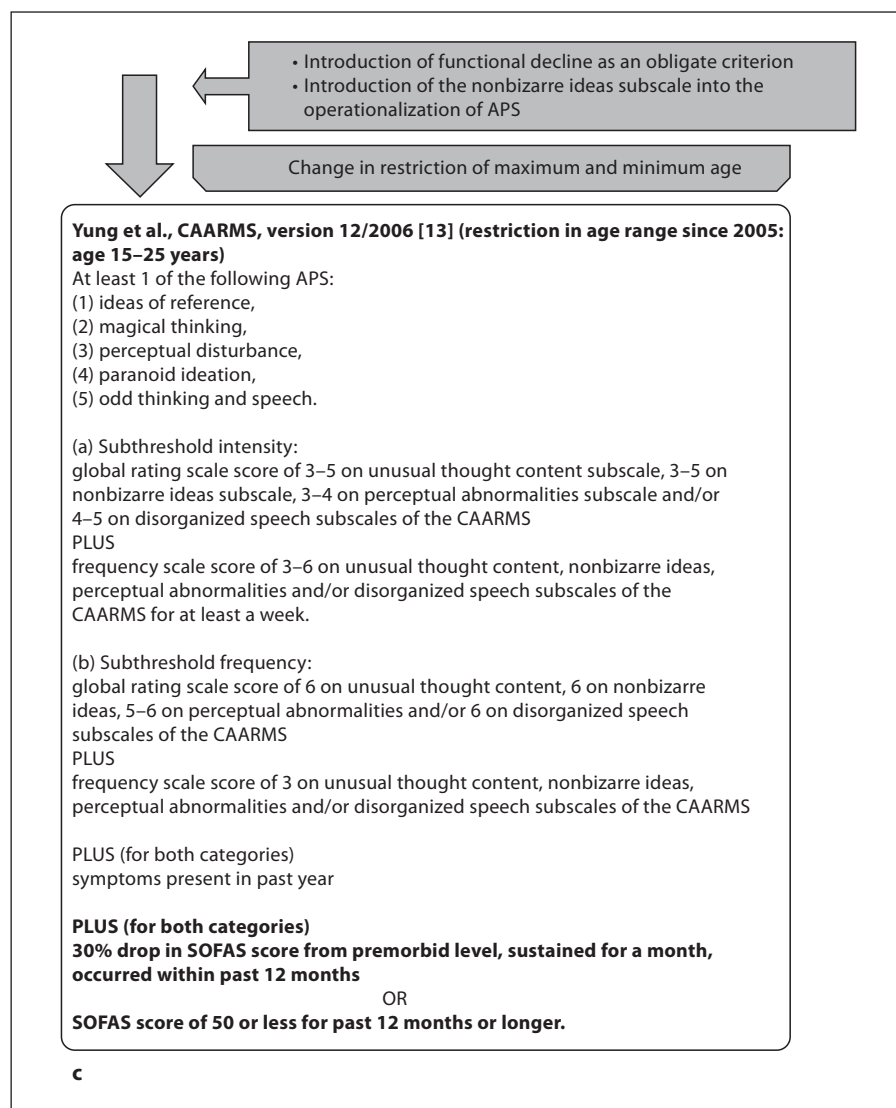 • Introduction of functional decline as an obligate criterion
• Introduction of the nonbizarre ideas subscale into the
operationalization of APS
Change in restriction of maximum and minimum age
Yung et al., CAARMS, version 12/2006 [13] (restriction in age range since 2005:
age 15–25 years)
At least 1 of the following APS:
(1) ideas of reference,
(2) magical thinking,
(3) perceptual disturbance,
(4) paranoid ideation,
(5) odd thinking and speech.
(a) Subthreshold intensity:
global rating scale score of 3–5 on unusual thought content subscale, 3–5 on
nonbizarre ideas subscale, 3–4 on perceptual abnormalities subscale and/or
4–5 on disorganized speech subscales of the CAARMS
PLUS
frequency scale score of 3–6 on unusual thought content, nonbizarre ideas,
perceptual abnormalities and/or disorganized speech subscales of the
CAARMS for at least a week.
(b) Subthreshold frequency:
global rating scale score of 6 on unusual thought content, 6 on nonbizarre
ideas, 5–6 on perceptual abnormalities and/or 6 on disorganized speech
subscales of the CAARMS
PLUS
frequency scale score of 3 on unusual thought content, nonbizarre ideas,
perceptual abnormalities and/or disorganized speech subscales of the CAARMS
PLUS (for both categories)
symptoms present in past year
PLUS (for both categories)
30% drop in SOFAS score from premorbid level, sustained for a month,
occurred within past 12 months
OR
SOFAS score of 50 or less for past 12 months or longer.
c